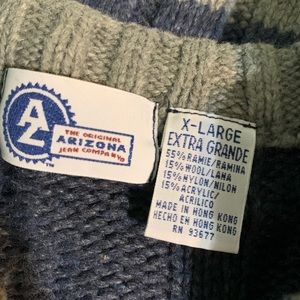 AZ
™
THE ORIGINAL
ARIZONA
JEAN COMPANY
X-LARGE
EXTRA GRANDE
55% RAMIE/RAMINA
15% WOOL/LANA
15% NYLON/NILON
15% ACRYLIC/
ACRILICO
MADE IN HONG KONG
HECHO EN HONG KONG
RN 93677